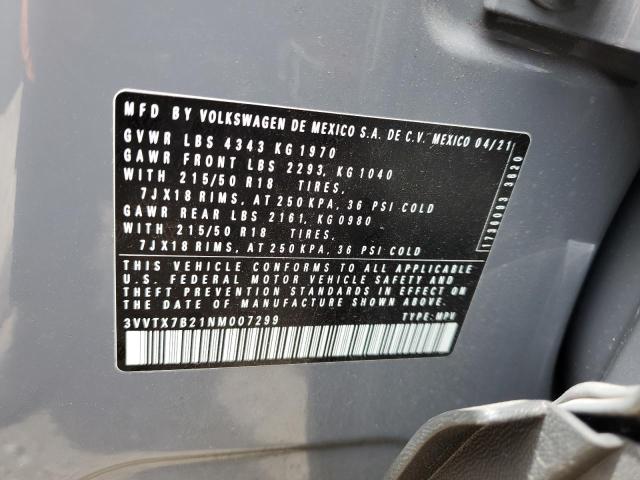 MFD BY VOLKSWAGEN DE MEXICO S.A. DE C.V. MEXICO 04/21
GVWR LBS 4343 KG 1970
GAWR FRONT LBS 2293, KG 1040
WITH 215/50 R18 TIRES,
7JX18 RIMS, AT 250 KPA, 36 PSI COLD
GAWR REAR LBS 2161, KG 0980
WITH 215/50 R18 TIRES,
7JX18 RIMS, AT 250 KPA, 36 PSI COLD
THIS VEHICLE CONFORMS TO ALL APPLICABLE
U.S. FEDERAL MOTOR VEHICLE SAFETY AND
THEFT PREVENTION STANDARDS IN EFFECT ON
THE DATE OF MANUFACTURE SHOWN ABOVE.
3VVTX7B21NM007299 TYPE: MPV
1730093 3020